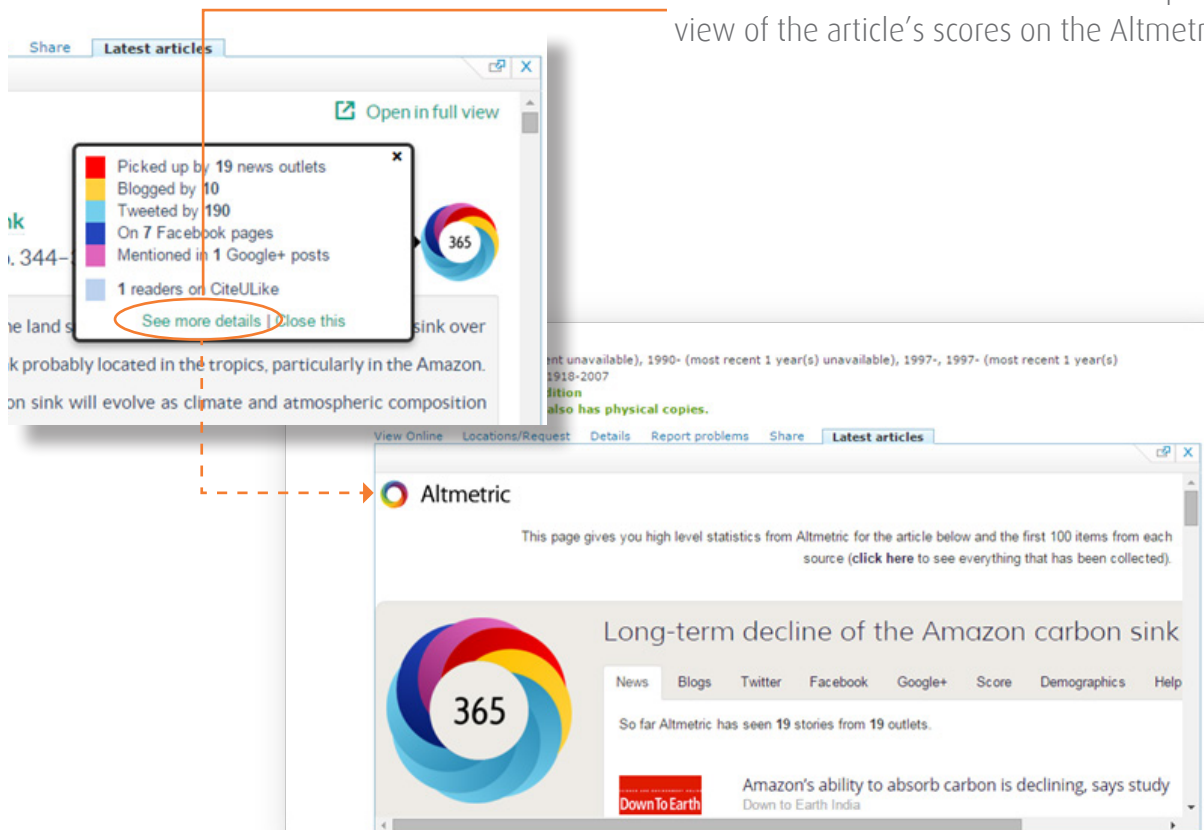 view of the article's scores on the Altmetr
Share Latest articles
X
Open in full view
Picked up by 19 news outlets
Blogged by 10
Tweeted by 190
On 7 Facebook pages
Mentioned in 1 Google+ posts
1 readers on CiteULike
See more details | Close this
365
. 344–
e land s
sink over
k probably located in the tropics, particularly in the Amazon.
on sink will evolve as climate and atmospheric composition
ent unavailable), 1990- (most recent 1 year(s) unavailable), 1997-, 1997- (most recent 1 year(s)
1918-2007
dition
also has physical copies.
View Online Locations/Request Details Report problems Share Latest articles
X
Altmetric
This page gives you high level statistics from Altmetric for the article below and the first 100 items from each
source (click here to see everything that has been collected).
365
Long-term decline of the Amazon carbon sink
News Blogs Twitter Facebook Google+ Score Demographics Help
So far Altmetric has seen 19 stories from 19 outlets.
Down To Earth
Amazon's ability to absorb carbon is declining, says study
Down to Earth India